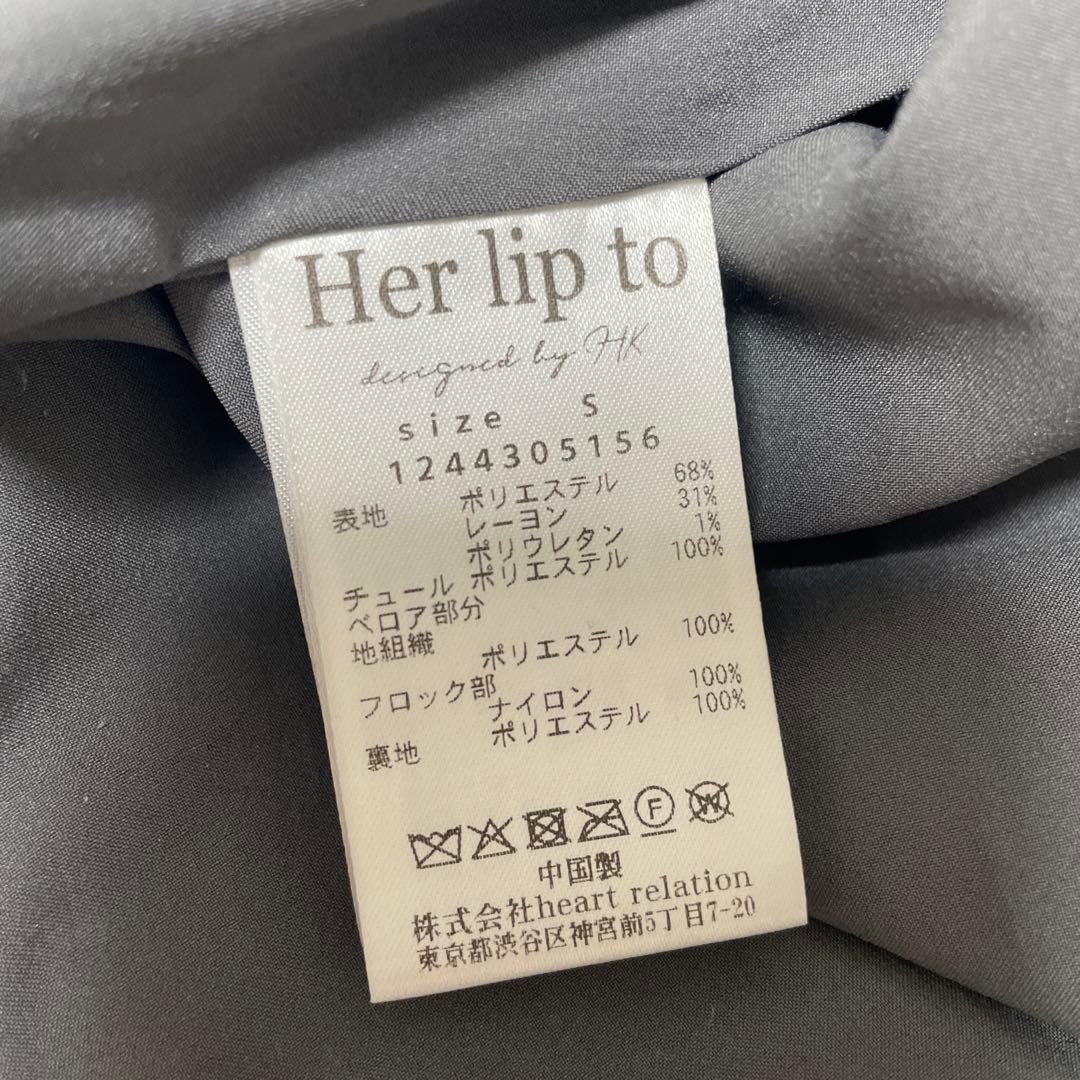 Her lip to
designed by HK
size S
1244305156
表地 ポリエステル 68%
レーヨン 31%
ポリウレタン 1%
チュール ポリエステル 100%
ベロア部分
地組織 ポリエステル 100%
フロック部 ナイロン 100%
裏地 ポリエステル 100%
F W
中国製
株式会社heart relation
東京都渋谷区神宮前5丁目7-20